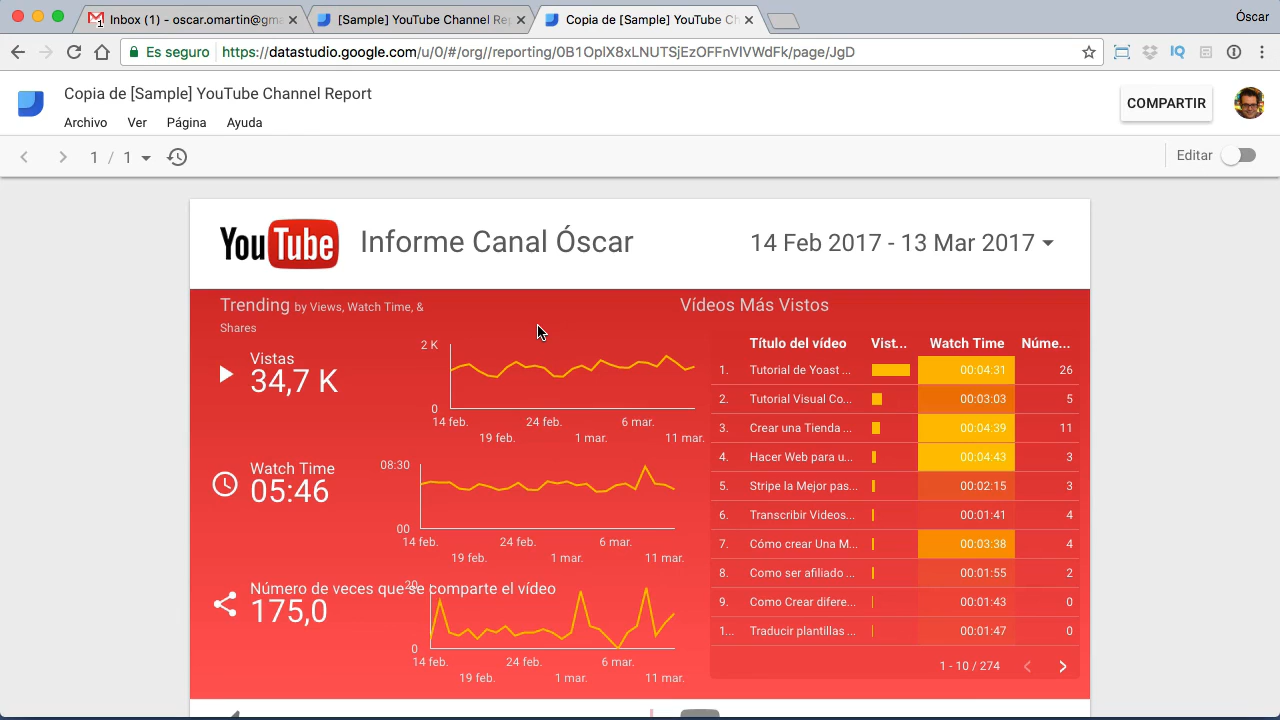 Inbox (1) - oscar.omartin@gm
[Sample] YouTube Channel Rep
Copia de [Sample] YouTube Ch
Óscar
Es seguro
https://datastudio.google.com/u/0/#/org//reporting/0B1OplX8xLNUTSjEzOFFnVlVWdFk/page/JgD
Copia de [Sample] YouTube Channel Report
COMPARTIR
Archivo Ver Página Ayuda
1 / 1
Editar
YouTube
Informe Canal Óscar
14 Feb 2017 - 13 Mar 2017
Trending by Views, Watch Time, &
Shares
Vistas
34,7 K
2 K
0
14 feb. 24 feb. 6 mar.
19 feb. 1 mar. 11 mar.
Watch Time
05:46
08:30
00
14 feb. 24 feb. 6 mar.
19 feb. 1 mar. 11 mar.
Número de veces que se comparte el vídeo
175,0
20
0
14 feb. 24 feb. 6 mar.
19 feb. 1 mar. 11 mar.
Vídeos Más Vistos
Título del vídeo Vist... Watch Time Núme...
1. Tutorial de Yoast ... 00:04:31 26
2. Tutorial Visual Co... 00:03:03 5
3. Crear una Tienda ... 00:04:39 11
4. Hacer Web para u... 00:04:43 3
5. Stripe la Mejor pas... 00:02:15 3
6. Transcribir Videos... 00:01:41 4
7. Cómo crear Una M... 00:03:38 4
8. Como ser afiliado ... 00:01:55 2
9. Como Crear difere... 00:01:43 0
1... Traducir plantillas ... 00:01:47 0
1 - 10 / 274